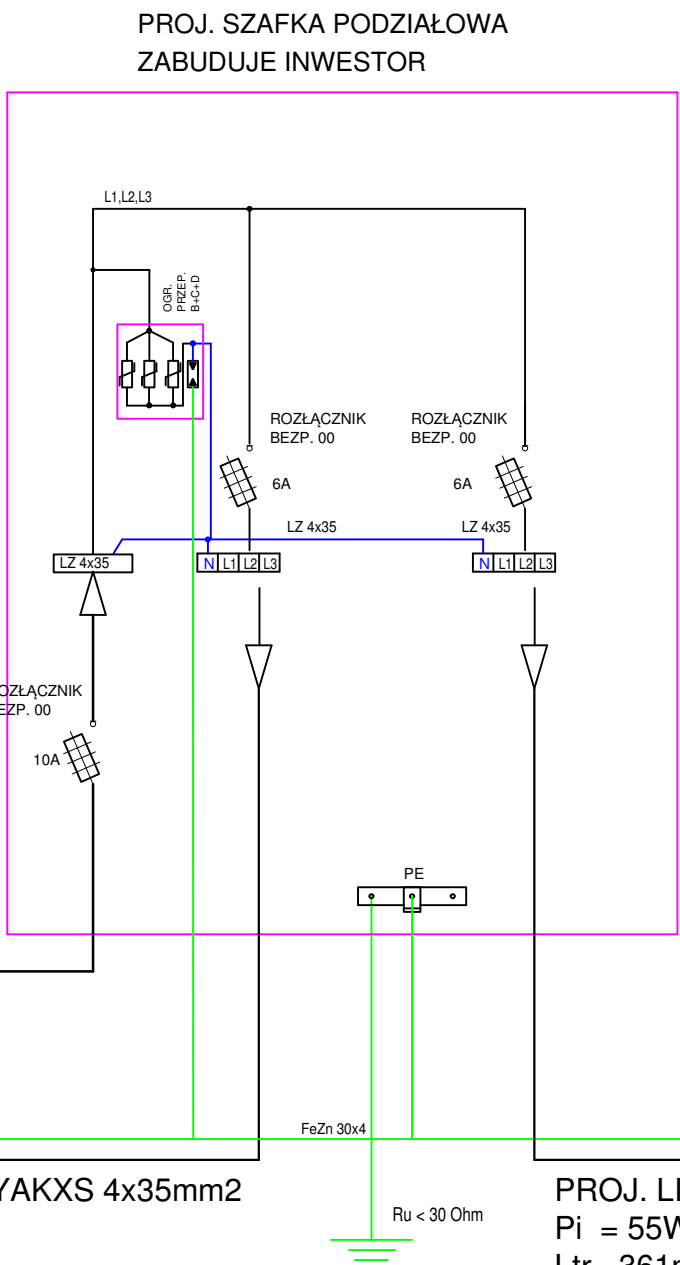 PROJ. SZAFKA PODZIAŁOWA
ZABUDUJE INWESTOR
L1,L2,L3
OGR.
PRZEP.
B+C+D
ROZŁĄCZNIK
BEZP. 00
6A
ROZŁĄCZNIK
BEZP. 00
6A
LZ 4x35
LZ 4x35
LZ 4x35
N L1 L2 L3
N L1 L2 L3
OZŁĄCZNIK
EZP. 00
10A
PE
FeZn 30x4
YAKXS 4x35mm2
Ru < 30 Ohm
PROJ. L
Pi = 55W